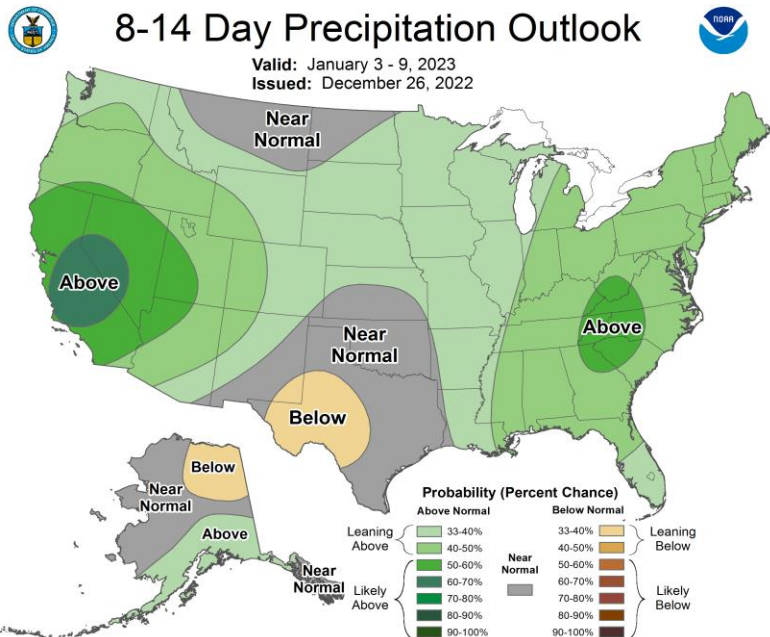 8-14 Day Precipitation Outlook
NOAA
Valid: January 3 - 9, 2023
Issued: December 26, 2022
Near
Normal
Above
Near
Normal
Above
Below
Below
Near
Normal
Above
Near
Normal
Probability (Percent Chance)
Above Normal
Below Normal
Leaning
Above
33-40%
40-50%
Likely
Above
50-60%
60-70%
70-80%
80-90%
90-100%
Near
Normal
33-40%
40-50%
Leaning
Below
50-60%
60-70%
70-80%
80-90%
90-100%
Likely
Below